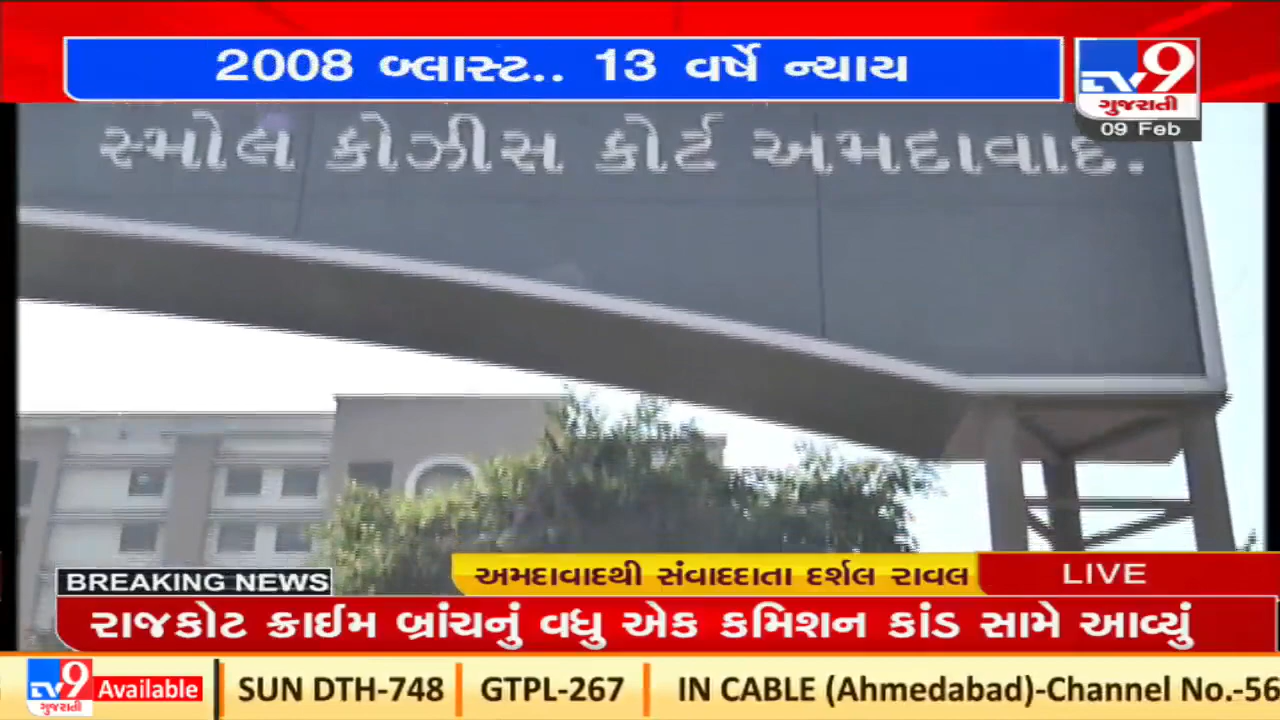 2008 બ્લાસ્ટ.. 13 વર્ષે ન્યાય
TV9
ગુજરાતી
09 Feb
સ્મોલ કોઝીસ કોર્ટ અમદાવાદ.
BREAKING NEWS
અમદાવાદથી સંવાદદાતા દર્શલ રાવલ
LIVE
રાજકોટ ક્રાઈમ બ્રાંચનું વધુ એક કમિશન કાંડ સામે આવ્યું
TV9 ગુજરાતી Available SUN DTH-748 GTPL-267 IN CABLE (Ahmedabad)-Channel No.-56